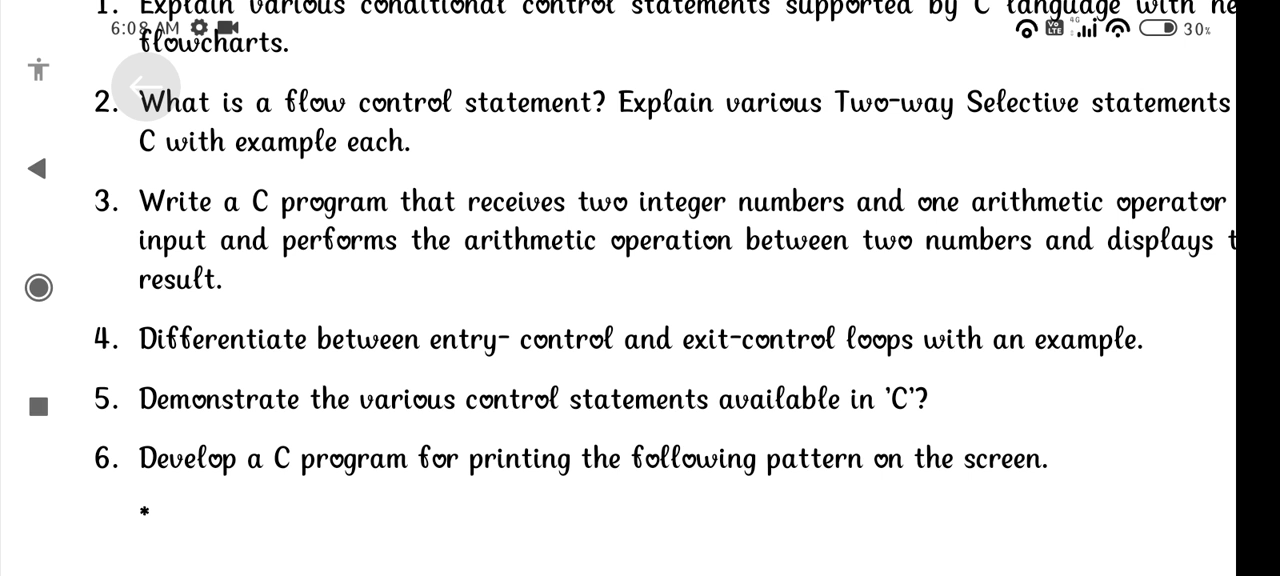 1. Explain various conditional control statements supported by C language with ne
6:08 AM 4G Vo LTE 30%
flowcharts.
2. What is a flow control statement? Explain various Two-way Selective statements
C with example each.
3. Write a C program that receives two integer numbers and one arithmetic operator
input and performs the arithmetic operation between two numbers and displays t
result.
4. Differentiate between entry- control and exit-control loops with an example.
5. Demonstrate the various control statements available in 'C'?
6. Develop a C program for printing the following pattern on the screen.
*